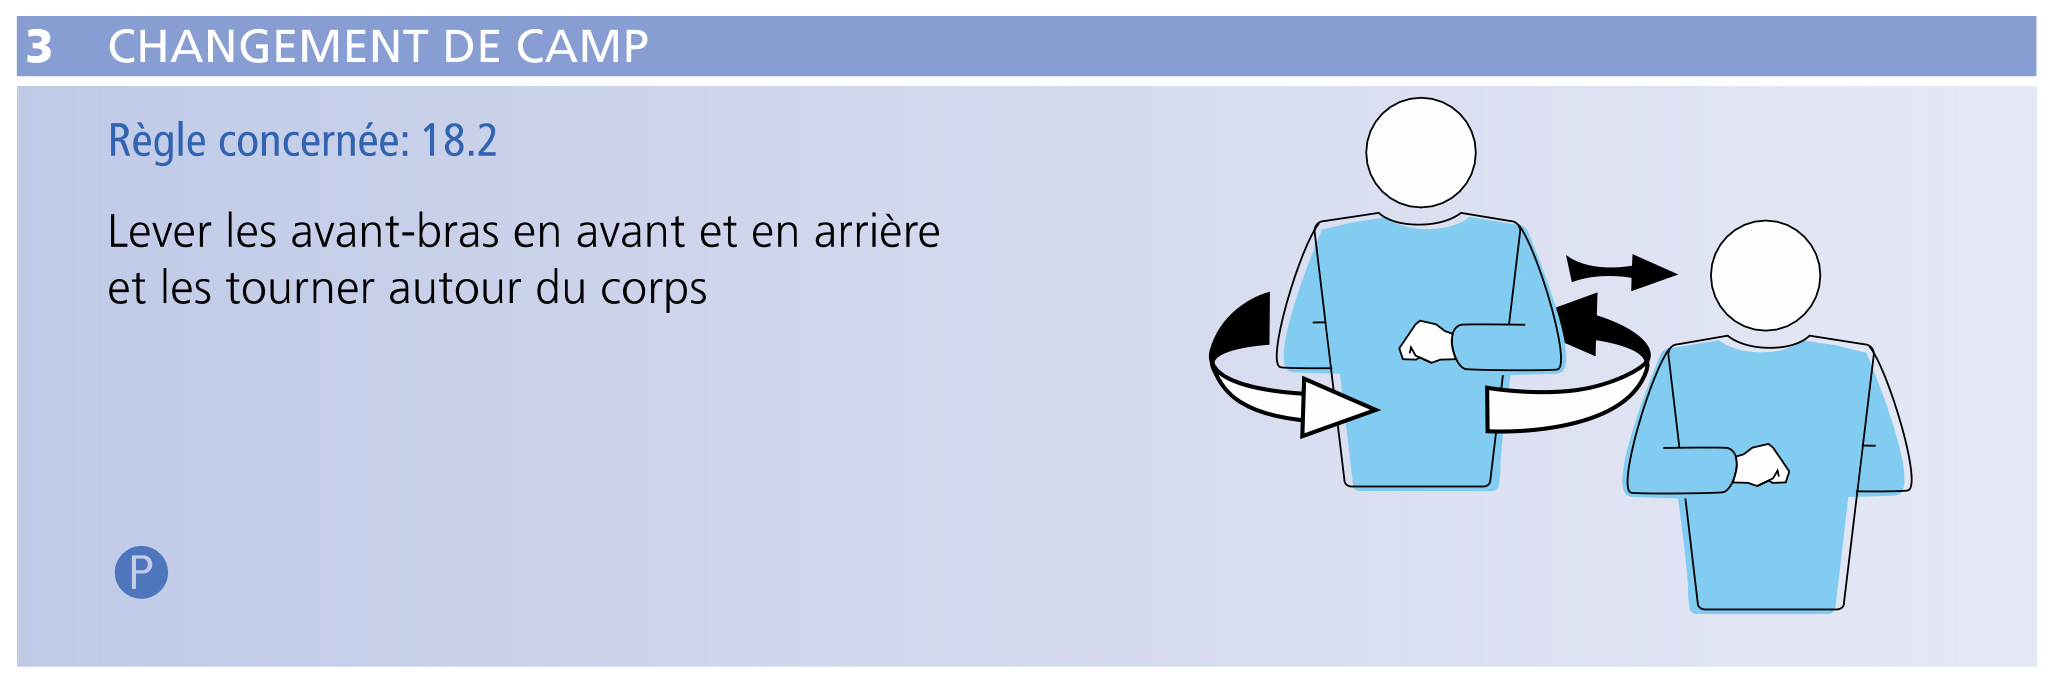 3 CHANGEMENT DE CAMP
Règle concernée: 18.2
Lever les avant-bras en avant et en arrière
et les tourner autour du corps
P